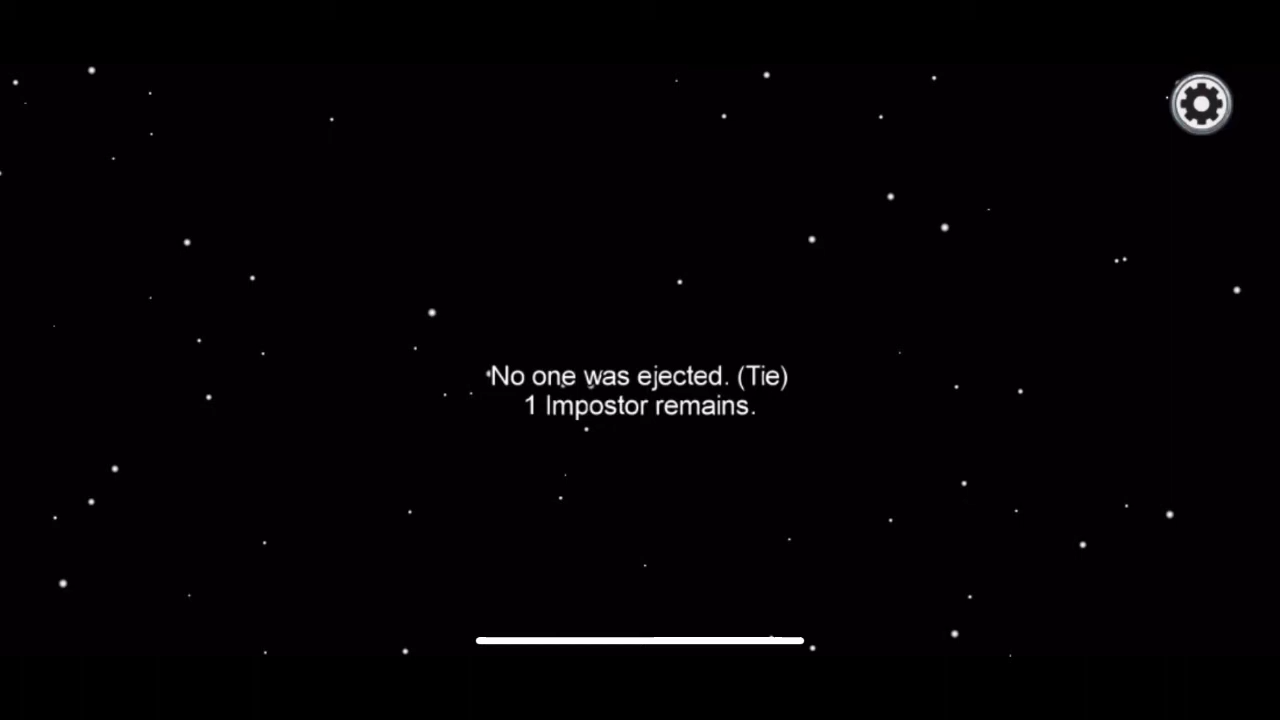 No one was ejected. (Tie)
1 Impostor remains.